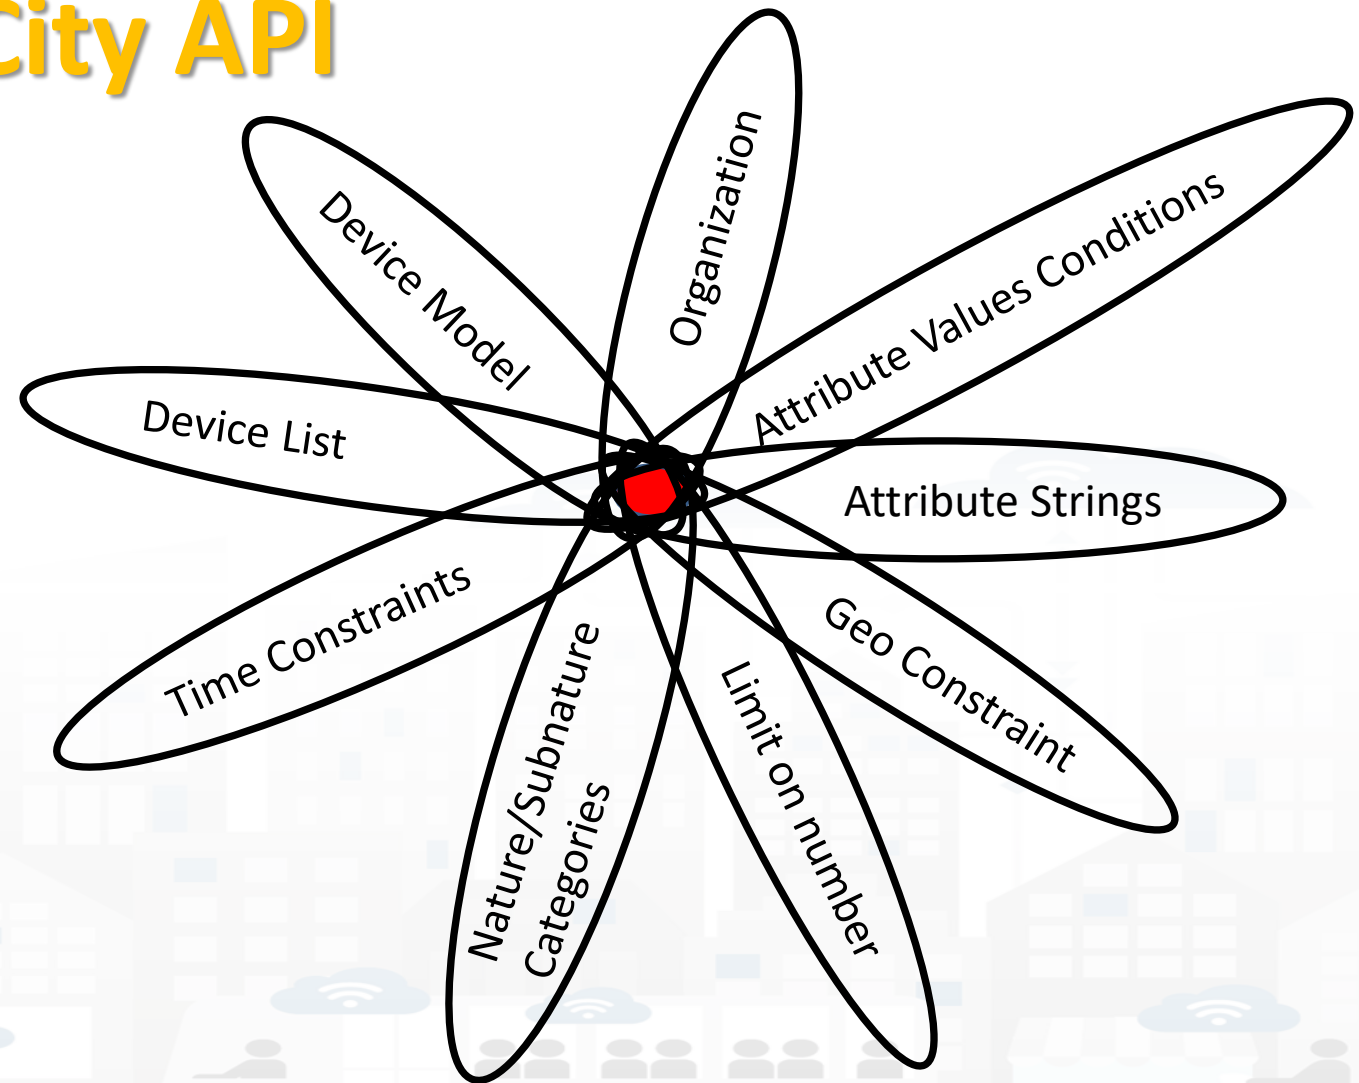 City API
Organization
Device Model
Attribute Values Conditions
Device List
Attribute Strings
Time Constraints
Geo Constraint
Nature/Subnature
Categories
Limit on number